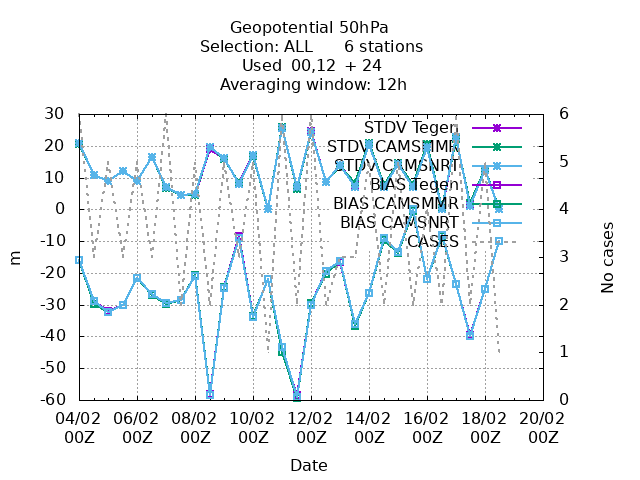 Geopotential 50hPa
Selection: ALL 6 stations
Used 00,12 + 24
Averaging window: 12h
30
20
10
0
-10
-20
-30
-40
-50
-60
m
6
5
4
3
2
1
0
No cases
STDV Tegen
STDV CAMSMMR
STDV CAMSNRT
BIAS Tegen
BIAS CAMSMMR
BIAS CAMSNRT
CASES
04/02 06/02 08/02 10/02 12/02 14/02 16/02 18/02 20/02
00Z 00Z 00Z 00Z 00Z 00Z 00Z 00Z 00Z
Date